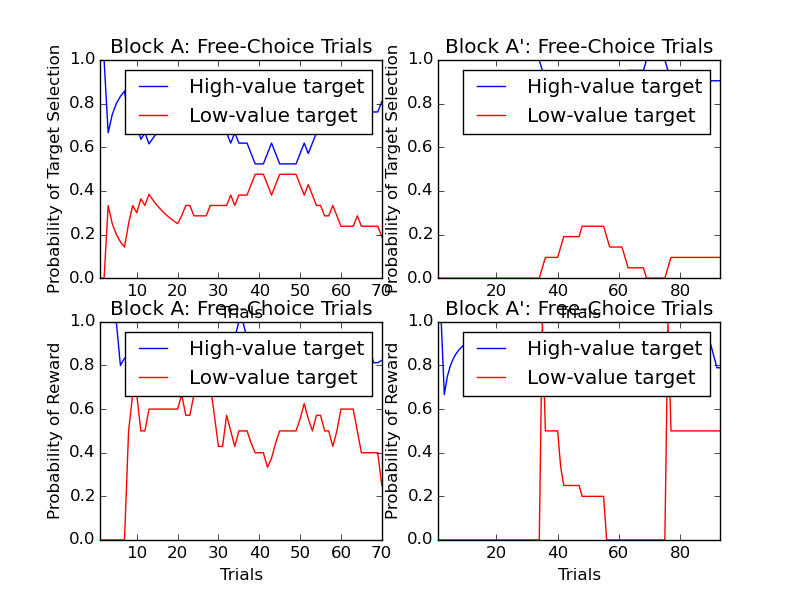 Block A: Free-Choice Trials
Probability of Target Selection
1.0
0.8
0.6
0.4
0.2
0.0
High-value target
Low-value target
10 20 30 40 50 60 70
Trials
Block A': Free-Choice Trials
Probability of Target Selection
1.0
0.8
0.6
0.4
0.2
0.0
High-value target
Low-value target
20 40 60 80
Trials
Block A: Free-Choice Trials
Probability of Reward
1.0
0.8
0.6
0.4
0.2
0.0
High-value target
Low-value target
10 20 30 40 50 60 70
Trials
Block A': Free-Choice Trials
Probability of Reward
1.0
0.8
0.6
0.4
0.2
0.0
High-value target
Low-value target
20 40 60 80
Trials